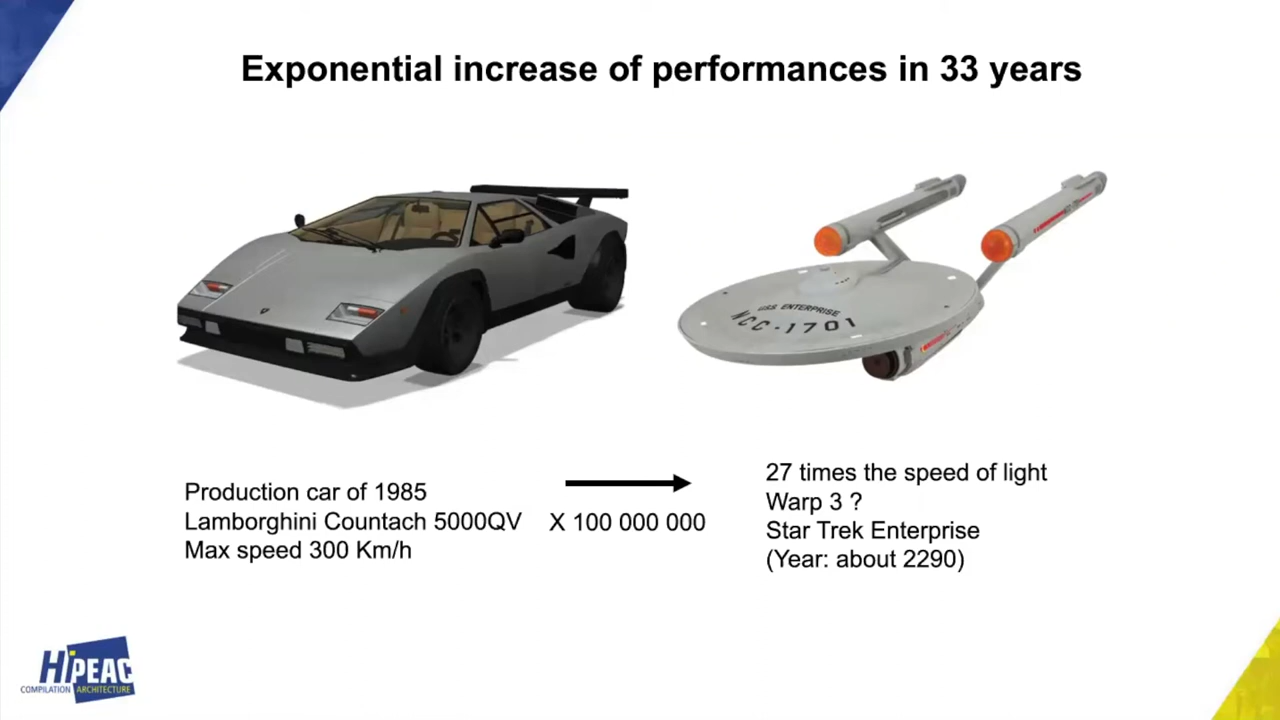 Exponential increase of performances in 33 years
U.S.S. ENTERPRISE
NCC-1701
Production car of 1985
Lamborghini Countach 5000QV
Max speed 300 Km/h
X 100 000 000
27 times the speed of light
Warp 3 ?
Star Trek Enterprise
(Year: about 2290)
HiPEAC
COMPILATION ARCHITECTURE